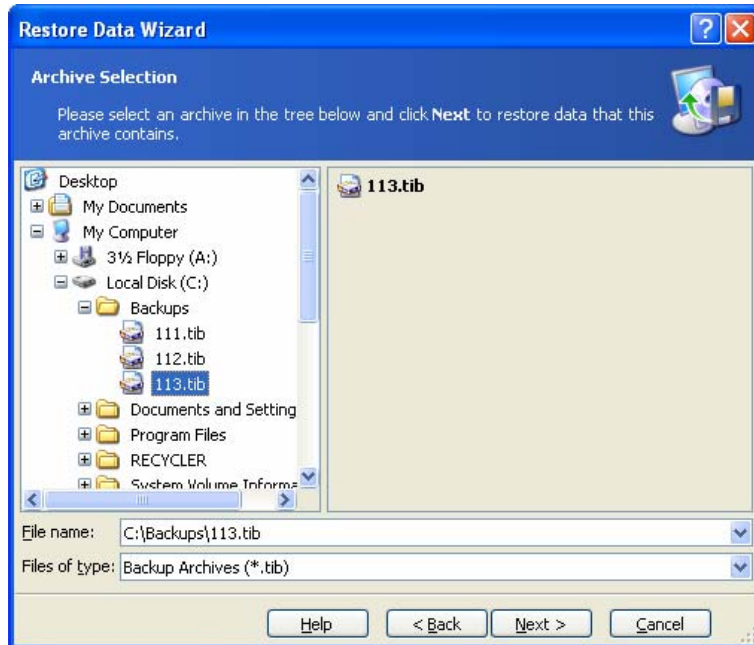 Restore Data Wizard
Archive Selection
Please select an archive in the tree below and click Next to restore data that this
archive contains.
Desktop
My Documents
My Computer
3½ Floppy (A:)
Local Disk (C:)
Backups
111.tib
112.tib
113.tib
Documents and Setting
Program Files
RECYCLER
System Volume Informa
113.tib
File name: C:\Backups\113.tib
Files of type: Backup Archives (*.tib)
Help < Back Next > Cancel